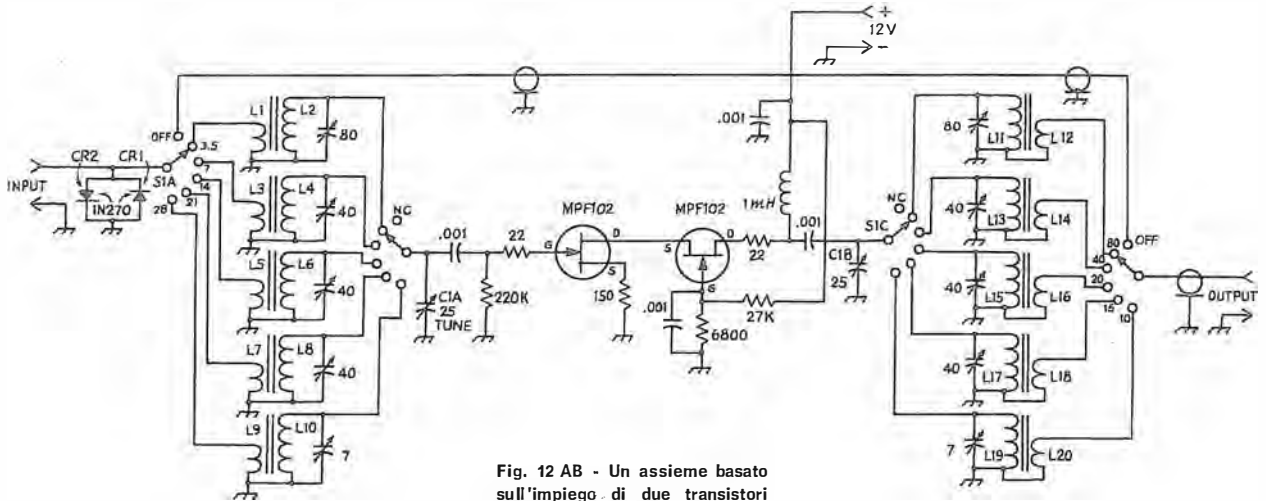 +
12V
-
OFF
3.5
7
14
21
28
CR2
CR1
S1A
INPUT
1N270
L1
L2
80
L3
L4
40
L5
L6
40
L7
L8
40
L9
L10
7
NC
C1A
25
TUNE
.001
220K
22
MPF102
G
D
S
150
MPF102
S
D
G
.001
6800
27K
22
.001
1mH
.001
C1B
25
S1C
NC
80
L11
L12
40
L13
L14
40
L15
L16
40
L17
L18
7
L19
L20
80
40
20
15
10
OFF
OUTPUT
Fig. 12 AB - Un assieme basato
sull'impiego di due transistori